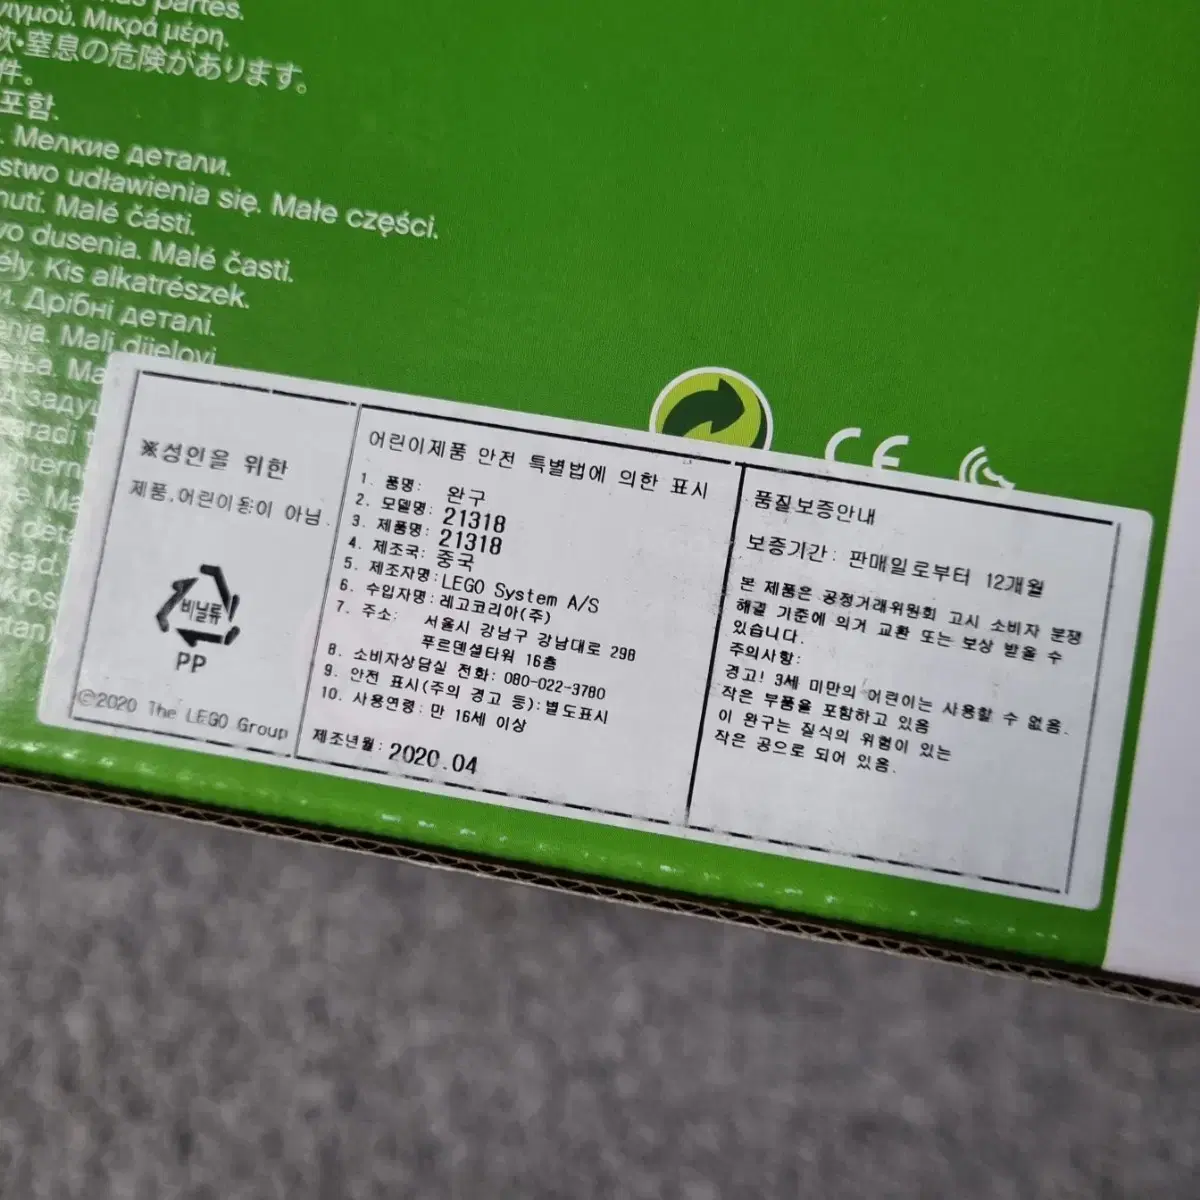 partes.
Μικρά μέρη.
窒息の危険があります。
件。
포함.
Мелкие детали.
udławienia się. Małe części.
Malé části.
dusenia. Malé časti.
Kis alkatrészek.
Дрібні деталі.
Mali dijelovi
※성인을 위한
제품.어린이용이 아님.
비닐류
PP
©2020 The LEGO Group
어린이제품 안전 특별법에 의한 표시
1. 품명: 완구
2. 모델명: 21318
3. 제품명: 21318
4. 제조국: 중국
5. 제조자명:LEGO System A/S
6. 수입자명:레고코리아(주)
7. 주소: 서울시 강남구 강남대로 298
푸르덴셜타워 16층
8. 소비자상담실 전화: 080-022-3780
9. 안전 표시(주의 경고 등):별도표시
10. 사용연령: 만 16세 이상
제조년월: 2020.04
품질보증안내
보증기간: 판매일로부터 12개월
본 제품은 공정거래위원회 고시 소비자 분쟁
해결 기준에 의거 교환 또는 보상 받을 수
있습니다.
주의사항:
경고! 3세 미만의 어린이는 사용할 수 없음.
작은 부품을 포함하고 있음
이 완구는 질식의 위험이 있는
작은 공으로 되어 있음.
CE